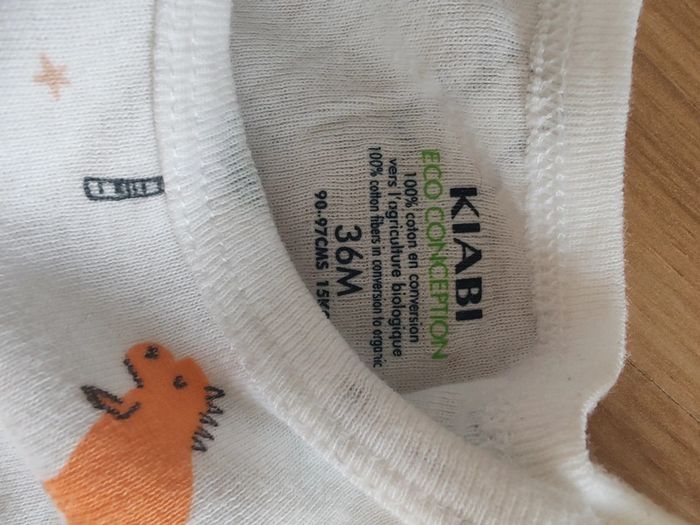 KIABI
ECO CONCEPTION
100% coton en conversion
vers l'agriculture biologique
100% cotton fibers in conversion to organic
36M
90-97CMS 15KG